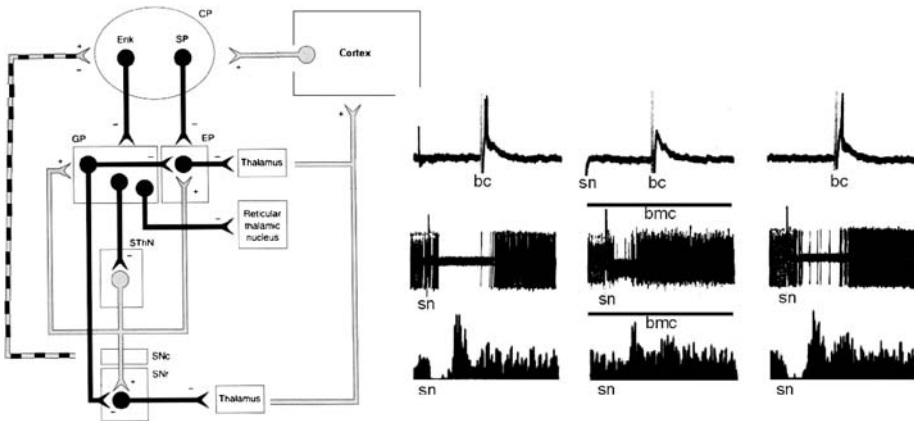 CP
Enk
SP
Cortex
GP
EP
Thalamus
Reticular
thalamic
nucleus
SThN
SNc
SNr
Thalamus
+
−
−
−
+
+
−
−
+
−
+
−
+
−
−
bc
sn
bc
bc
sn
bmc
sn
sn
sn
bmc
sn
sn